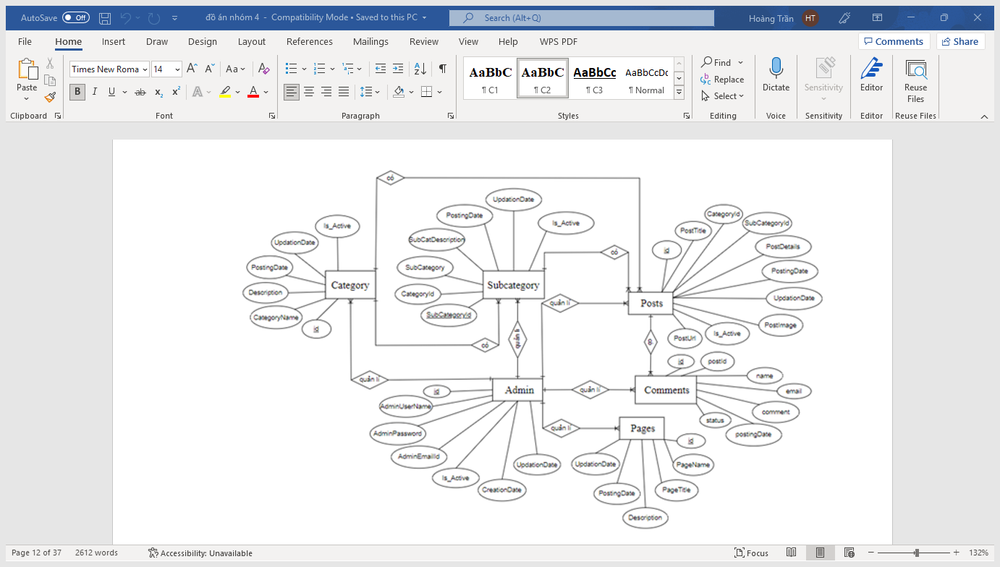 AutoSave Off đồ án nhóm 4 - Compatibility Mode • Saved to this PC Search (Alt+Q) Hoàng Trần HT
File Home Insert Draw Design Layout References Mailings Review View Help WPS PDF Comments Share
Paste
Times New Roma 14
Aa
B I U ab x2 x2 A A
AaBbC AaBbC AaBbCc AaBbCcDc
¶ C1 ¶ C2 ¶ C3 ¶ Normal
Find
Replace
Select
Dictate
Sensitivity
Editor
Reuse
Files
Clipboard Font Paragraph Styles Editing Voice Sensitivity Editor Reuse Files
có
UpdationDate
PostingDate
Is_Active
SubCatDescription
SubCategory
CategoryId
SubCategoryId
Subcategory
Is_Active
UpdationDate
PostingDate
Description
CategoryName
id
Category
có
có
quản lí
quản lí
quản lí
CategoryId
PostTitle
SubCategoryId
id
PostDetails
PostingDate
UpdationDate
PostImage
Is_Active
PostUrl
Posts
id
postId
name
email
comment
postingDate
status
Comments
quản lí
Admin
id
AdminUserName
AdminPassword
AdminEmailId
Is_Active
CreationDate
UpdationDate
quản lí
Pages
id
PageName
PageTitle
Description
PostingDate
UpdationDate
Page 12 of 37 2612 words Accessibility: Unavailable Focus 132%